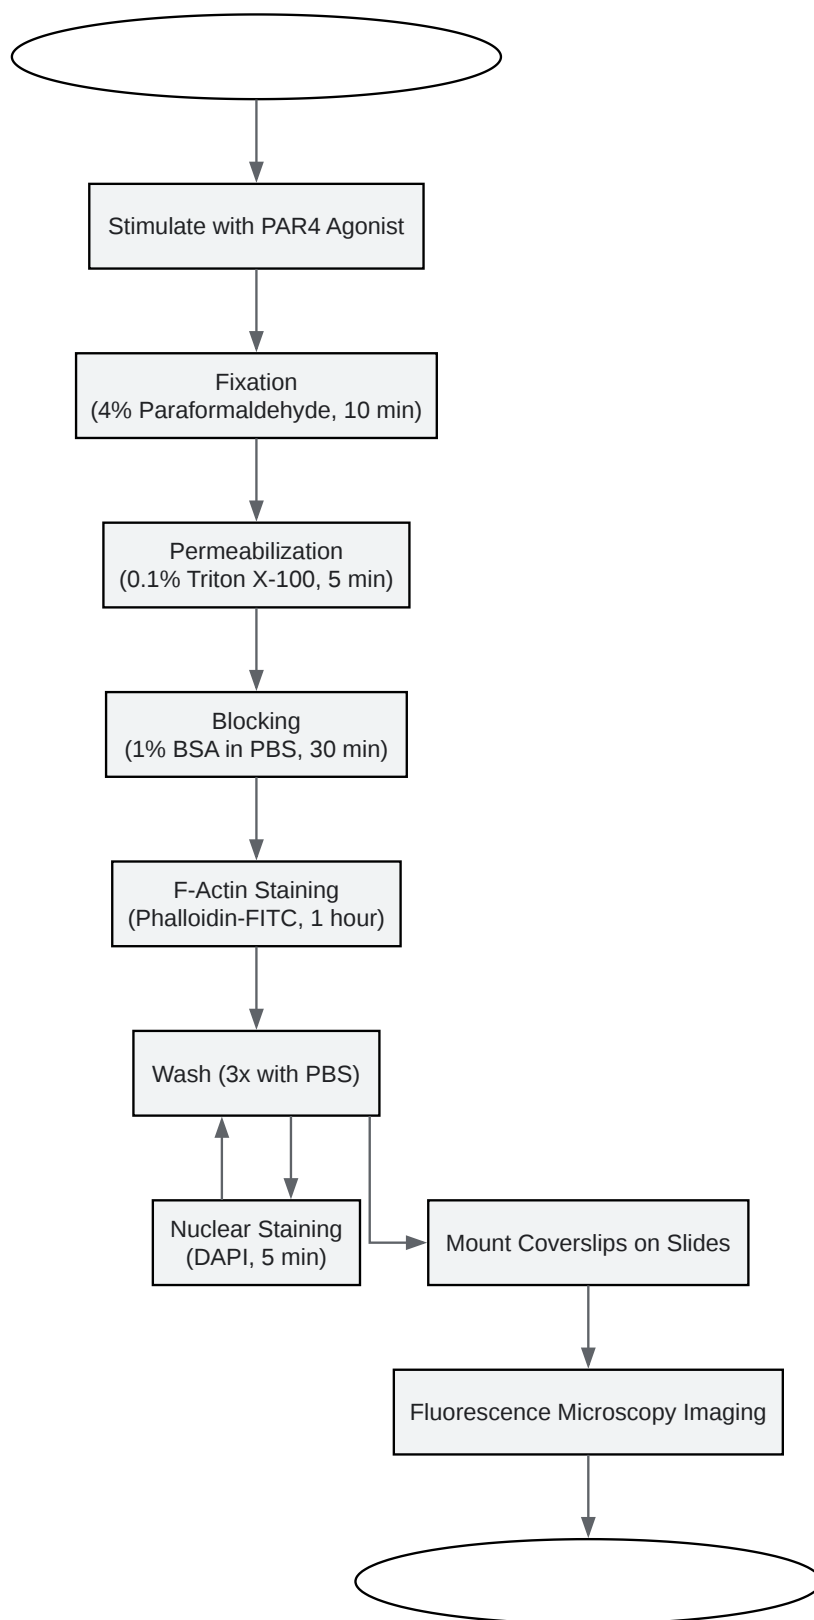 Stimulate with PAR4 Agonist
Fixation
(4% Paraformaldehyde, 10 min)
Permeabilization
(0.1% Triton X-100, 5 min)
Blocking
(1% BSA in PBS, 30 min)
F-Actin Staining
(Phalloidin-FITC, 1 hour)
Wash (3x with PBS)
Nuclear Staining
(DAPI, 5 min)
Mount Coverslips on Slides
Fluorescence Microscopy Imaging